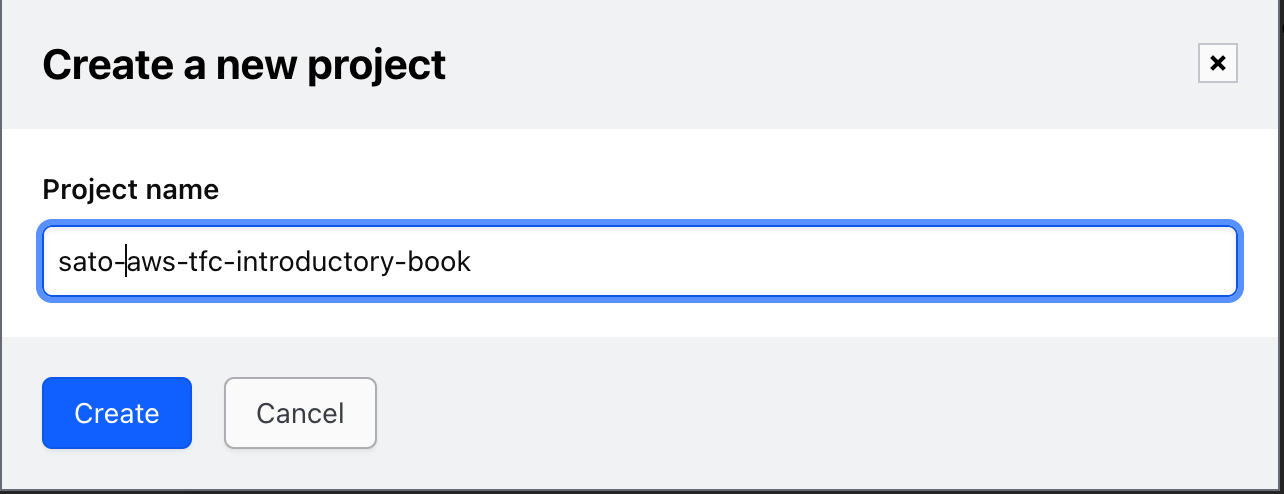 Create a new project
Project name
sato-aws-tfc-introductory-book
Create
Cancel